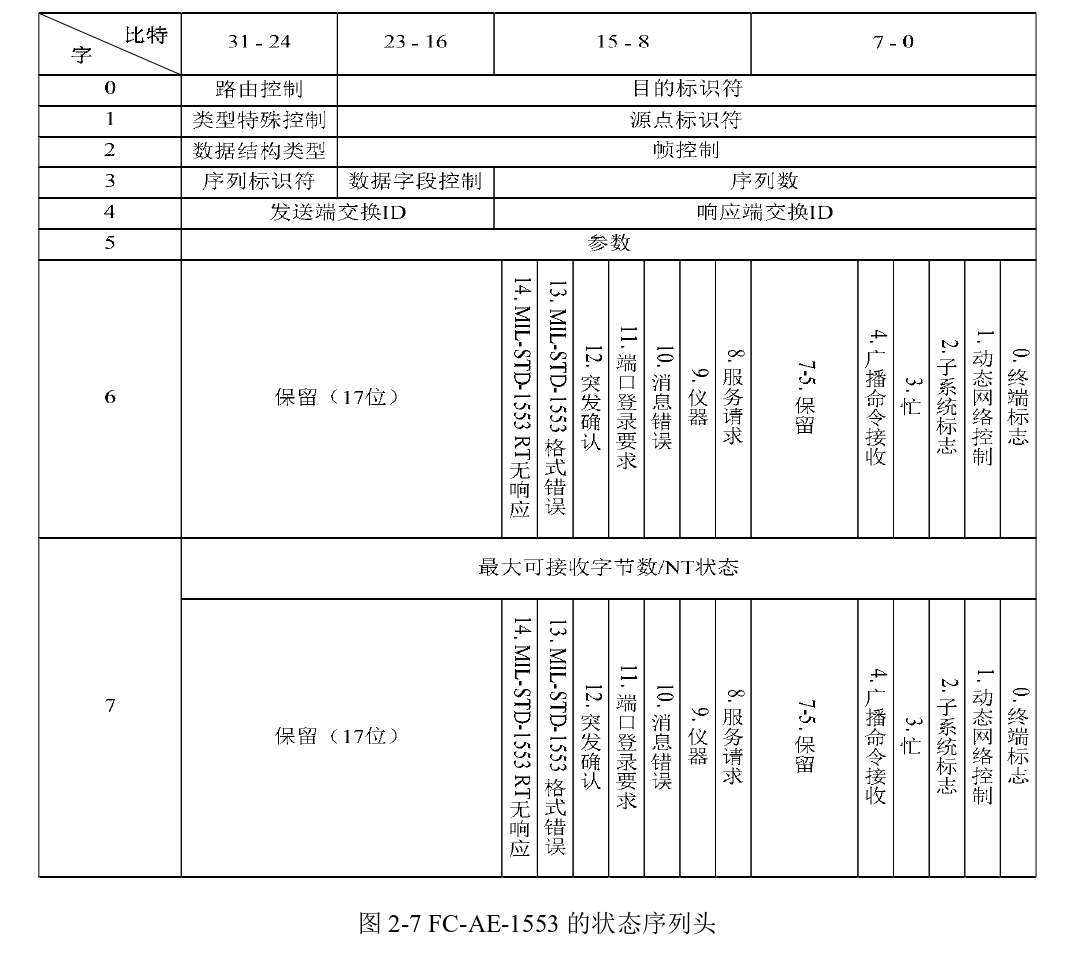 比特
字
31 - 24 23 - 16 15 - 8 7 - 0
0 路由控制 目的标识符
1 类型特殊控制 源点标识符
2 数据结构类型 帧控制
3 序列标识符 数据字段控制 序列数
4 发送端交换ID 响应端交换ID
5 参数
6
保留（17位）
14. MIL-STD-1553 RT无响应
13. MIL-STD-1553 格式错误
12. 突发确认
11. 端口登录要求
10. 消息错误
9. 仪器
8. 服务请求
7-5. 保留
4. 广播命令接收
3. 忙
2. 子系统标志
1. 动态网络控制
0. 终端标志
7
最大可接收字节数/NT状态
保留（17位）
14. MIL-STD-1553 RT无响应
13. MIL-STD-1553 格式错误
12. 突发确认
11. 端口登录要求
10. 消息错误
9. 仪器
8. 服务请求
7-5. 保留
4. 广播命令接收
3. 忙
2. 子系统标志
1. 动态网络控制
0. 终端标志
图 2-7 FC-AE-1553 的状态序列头